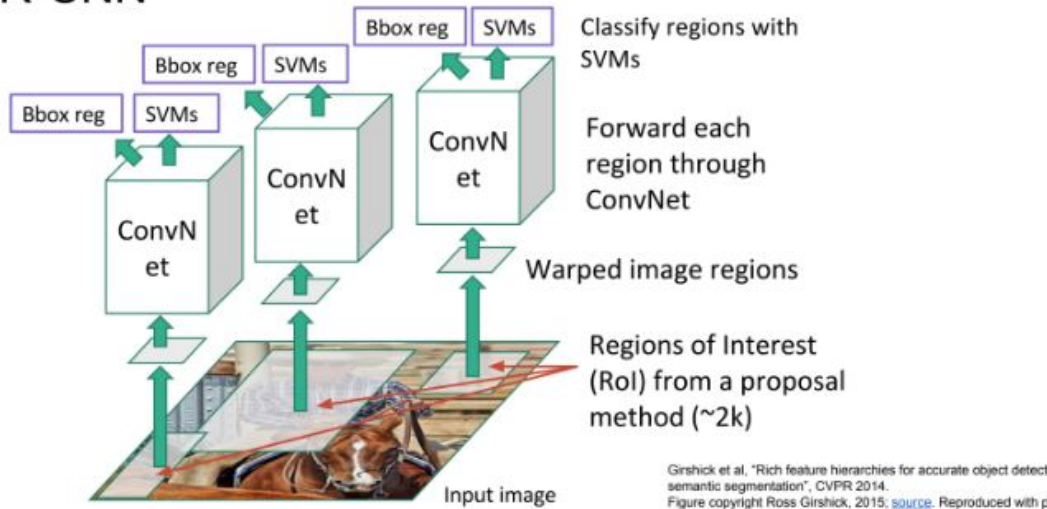 R-CNN
Bbox reg
SVMs
Classify regions with
SVMs
Bbox reg
SVMs
Bbox reg
SVMs
Forward each
region through
ConvNet
ConvN
et
ConvN
et
ConvN
et
Warped image regions
Regions of Interest
(RoI) from a proposal
method (~2k)
Input image
Girshick et al, "Rich feature hierarchies for accurate object detect
semantic segmentation", CVPR 2014.
Figure copyright Ross Girshick, 2015; source. Reproduced with p